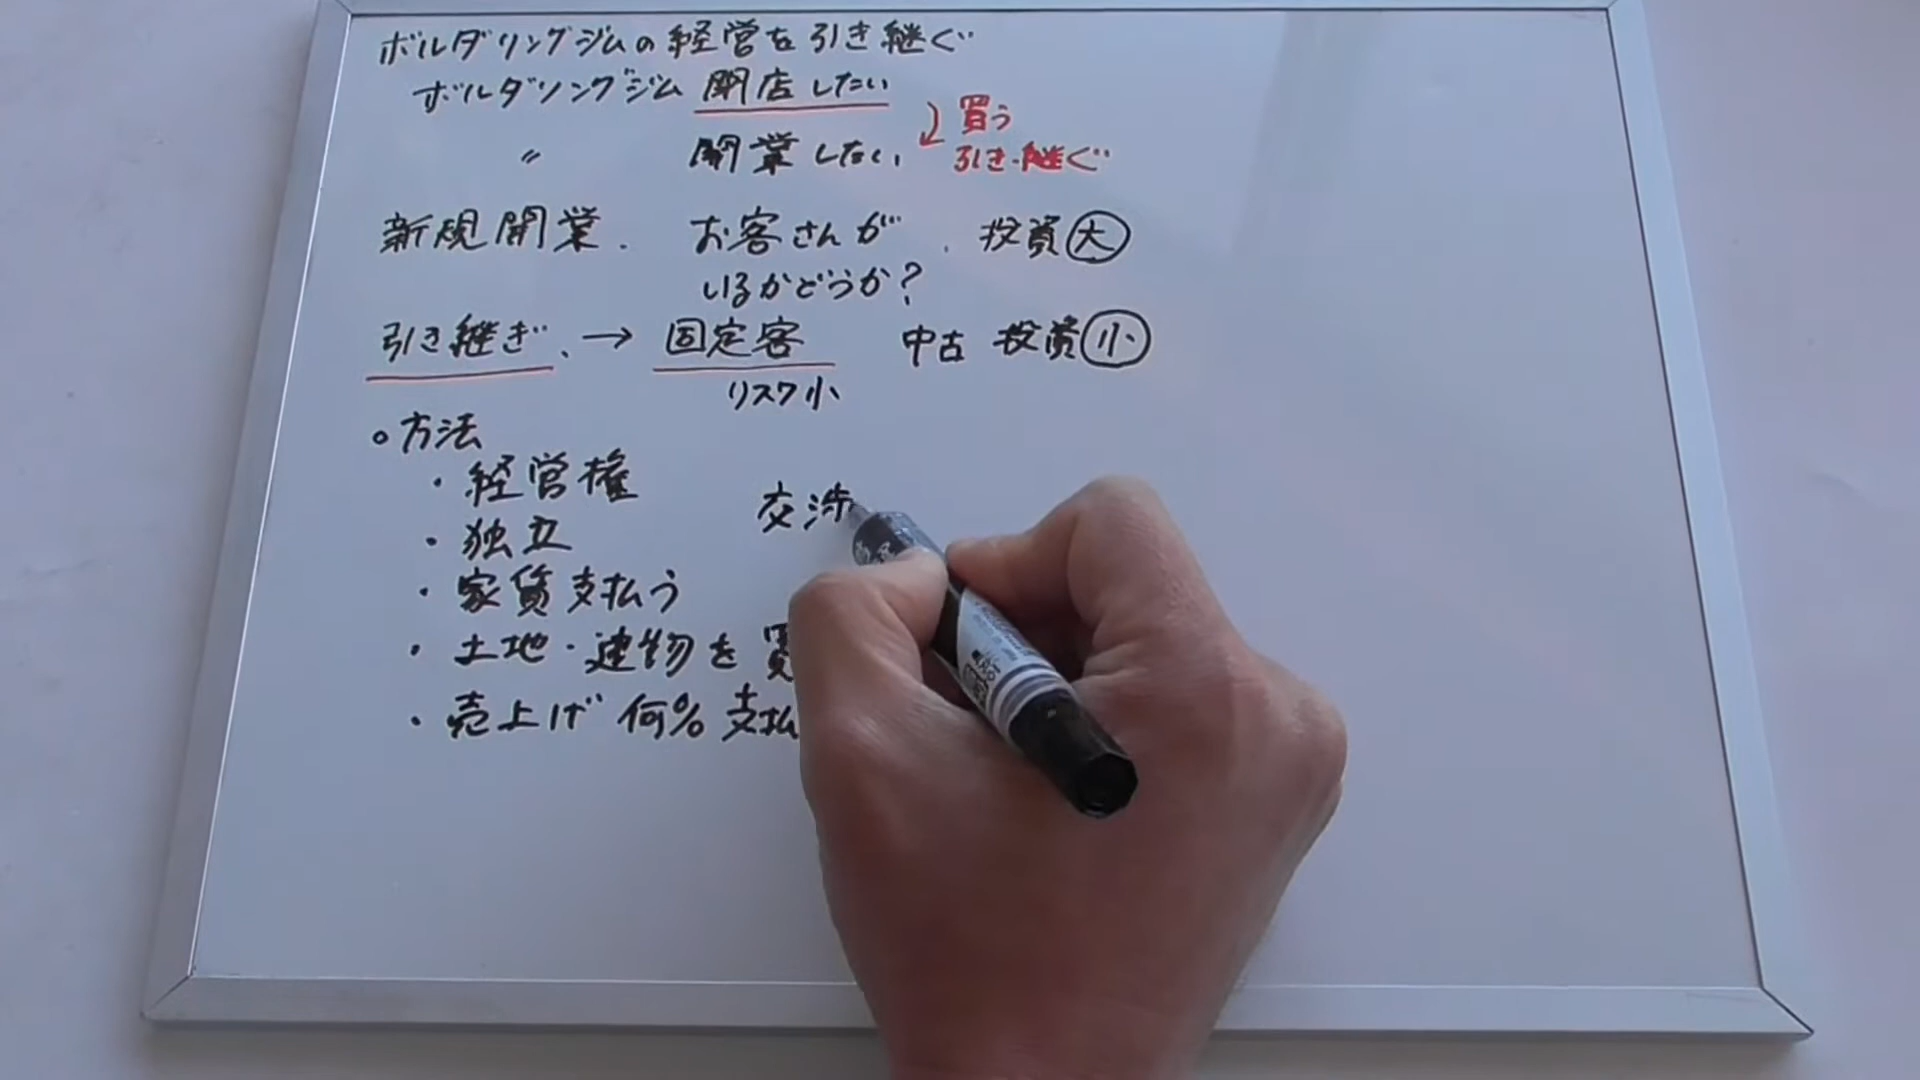 ボルダリングジムの経営を引き継ぐ
ボルダリングジム 閉店したい
〃 開業したい
買う
引き継ぐ
新規開業. お客さんが . 投資 大
いるかどうか?
引き継ぎ、→ 固定客 中古 投資 小
リスク小
○方法
・経営権
・独立
・家賃支払う
・土地・建物を買
・売上げ 何% 支払
交渉